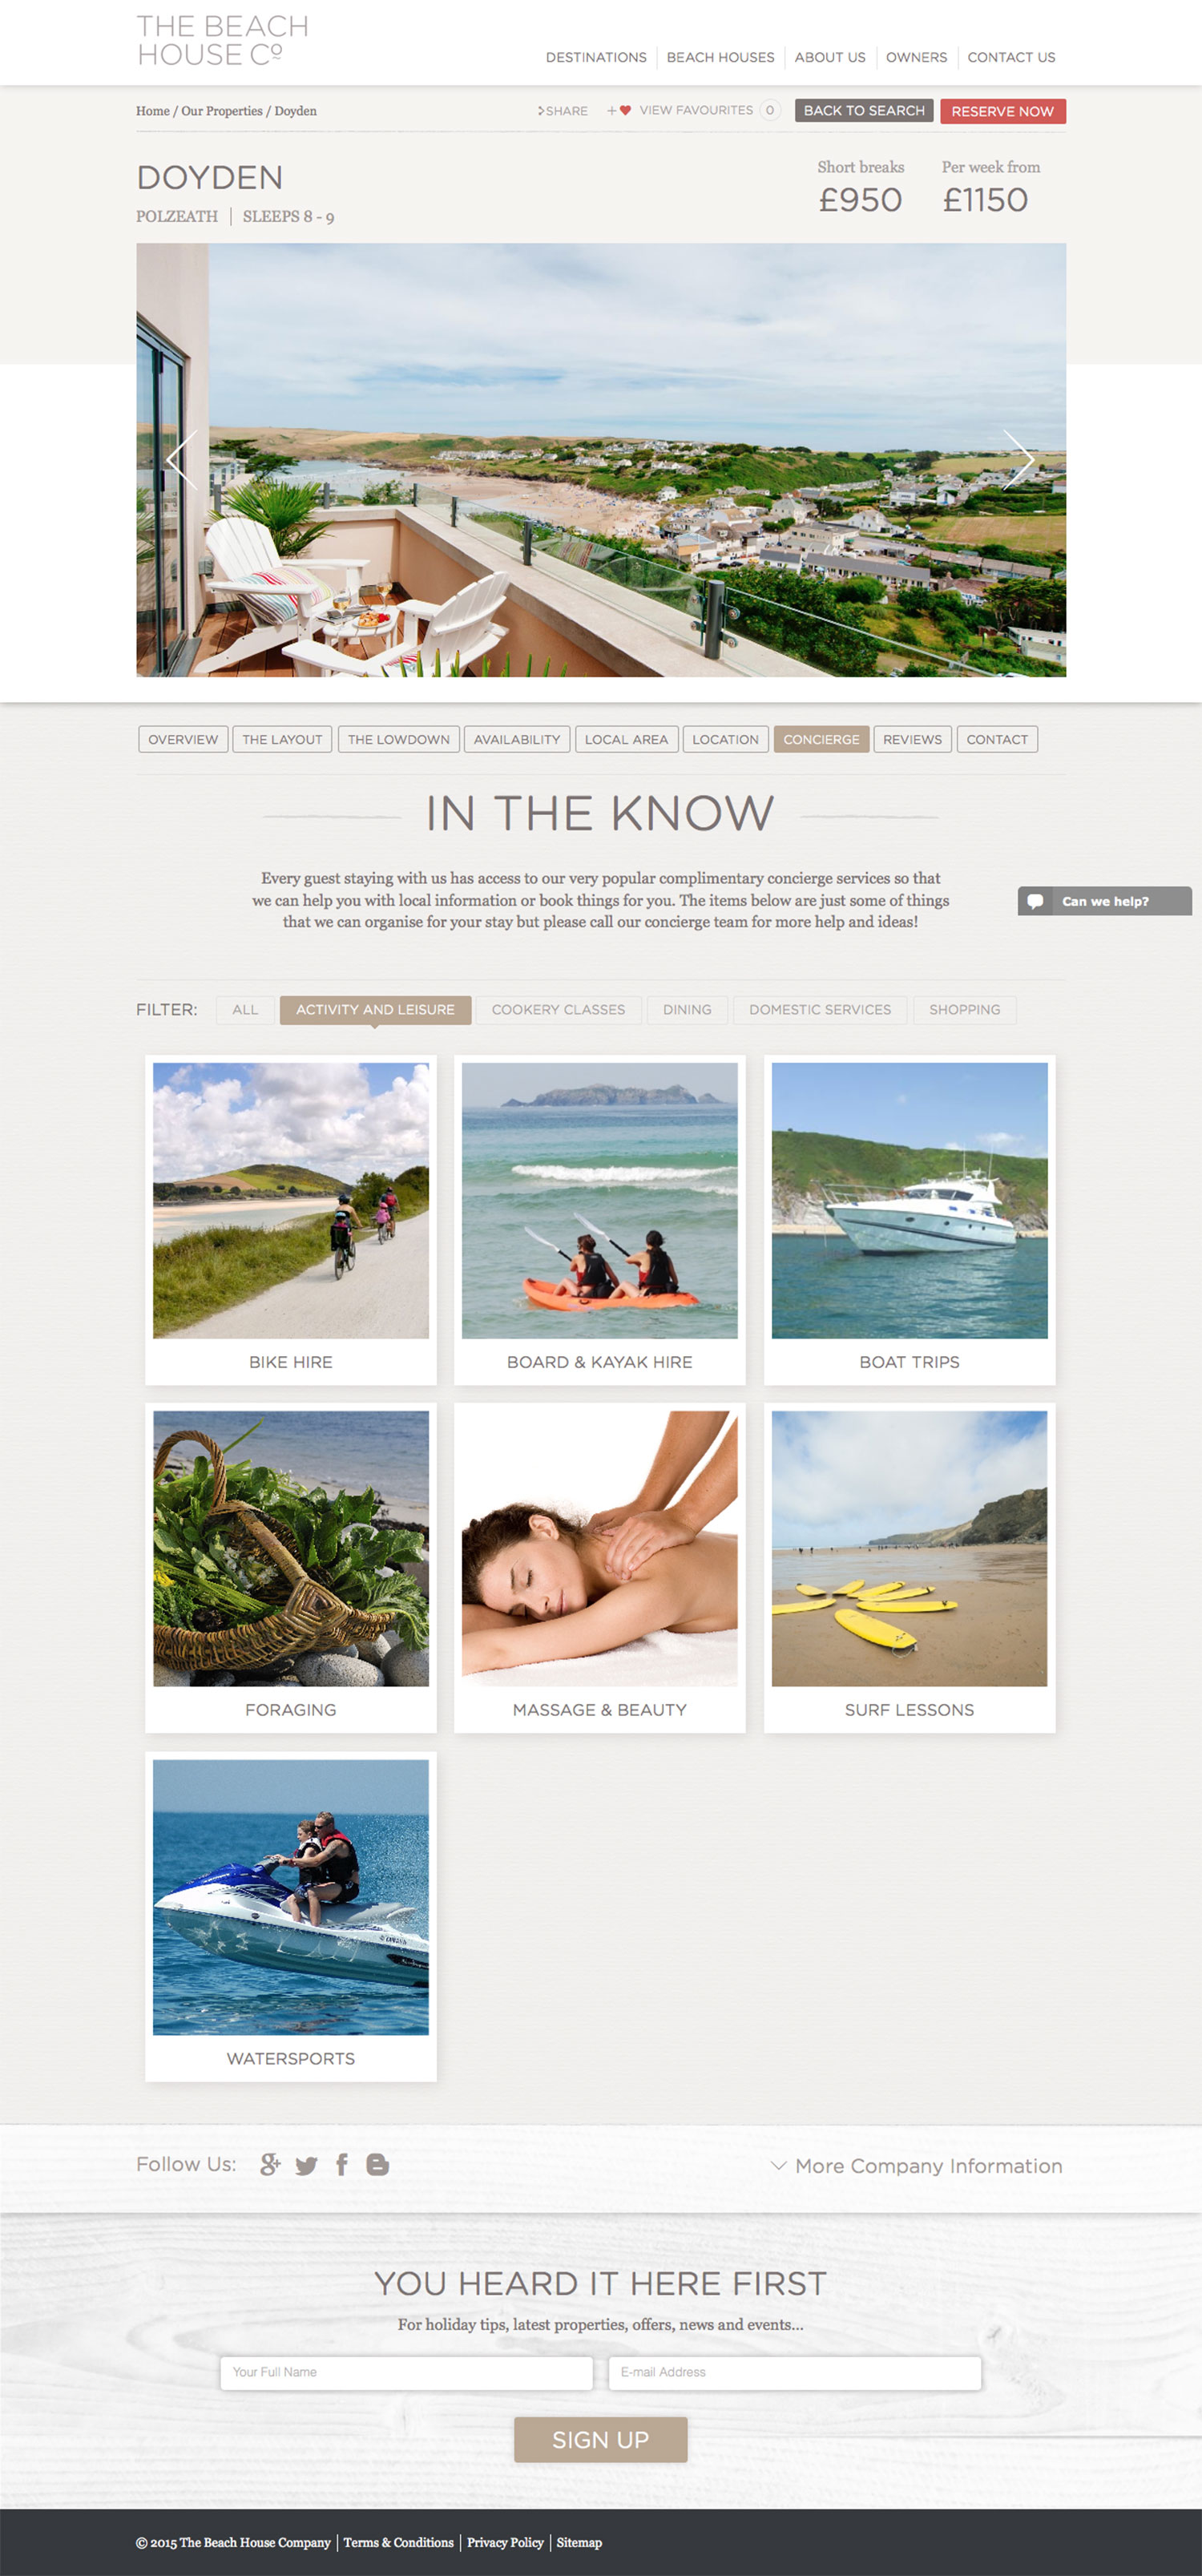 THE BEACH
HOUSE Cº
DESTINATIONS
BEACH HOUSES
ABOUT US
OWNERS
CONTACT US
Home / Our Properties / Doyden
SHARE
+ VIEW FAVOURITES 0
BACK TO SEARCH
RESERVE NOW
DOYDEN
POLZEATH | SLEEPS 8 - 9
Short breaks
£950
Per week from
£1150
OVERVIEW
THE LAYOUT
THE LOWDOWN
AVAILABILITY
LOCAL AREA
LOCATION
CONCIERGE
REVIEWS
CONTACT
IN THE KNOW
Every guest staying with us has access to our very popular complimentary concierge services so that
we can help you with local information or book things for you. The items below are just some of things
that we can organise for your stay but please call our concierge team for more help and ideas!
Can we help?
FILTER:
ALL
ACTIVITY AND LEISURE
COOKERY CLASSES
DINING
DOMESTIC SERVICES
SHOPPING
BIKE HIRE
BOARD & KAYAK HIRE
BOAT TRIPS
FORAGING
MASSAGE & BEAUTY
SURF LESSONS
WATERSPORTS
Follow Us:
More Company Information
YOU HEARD IT HERE FIRST
For holiday tips, latest properties, offers, news and events...
Your Full Name
E-mail Address
SIGN UP
© 2015 The Beach House Company | Terms & Conditions | Privacy Policy | Sitemap